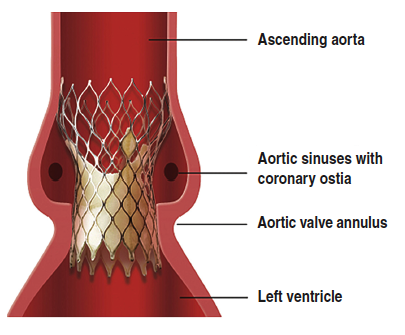 Ascending aorta
Aortic sinuses with
coronary ostia
Aortic valve annulus
Left ventricle